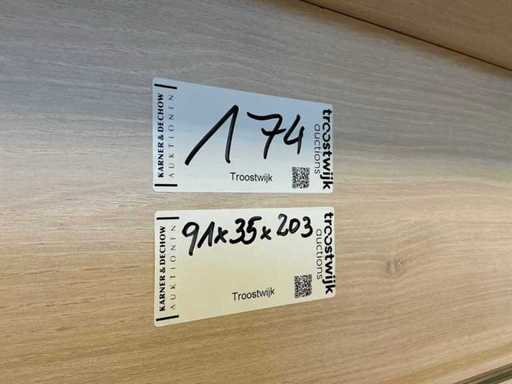 KARNER & DECHOW
AUKTIONEN
174
Troostwijk
troostwijk
auctions
KARNER & DECHOW
AUKTIONEN
91x35x203
Troostwijk
troostwijk
auctions